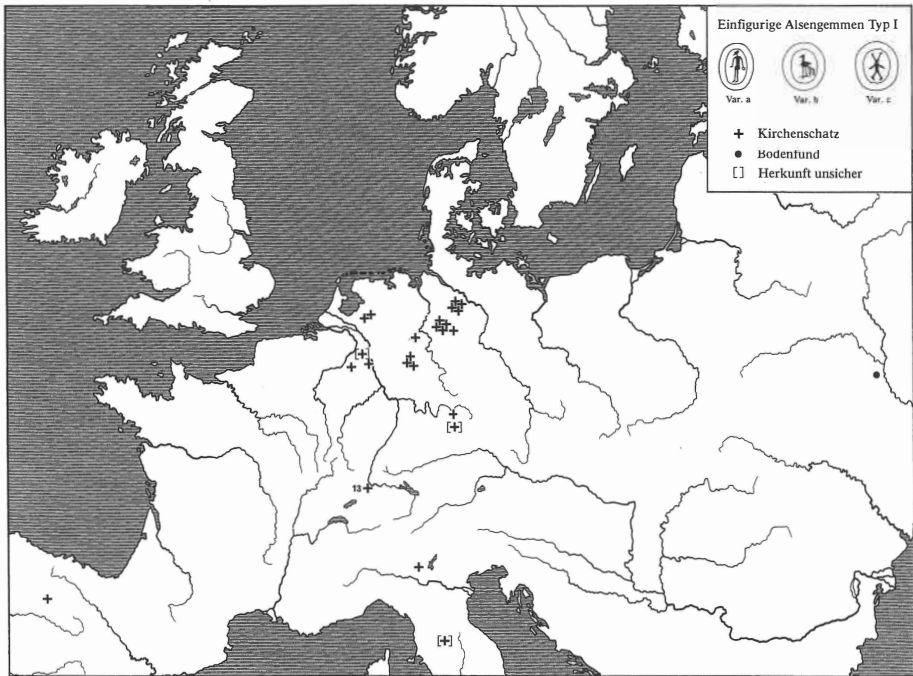 Einfigurige Alsengemmen Typ I
Var. a Var. b Var. c
+ Kirchenschatz
● Bodenfund
[ ] Herkunft unsicher
13